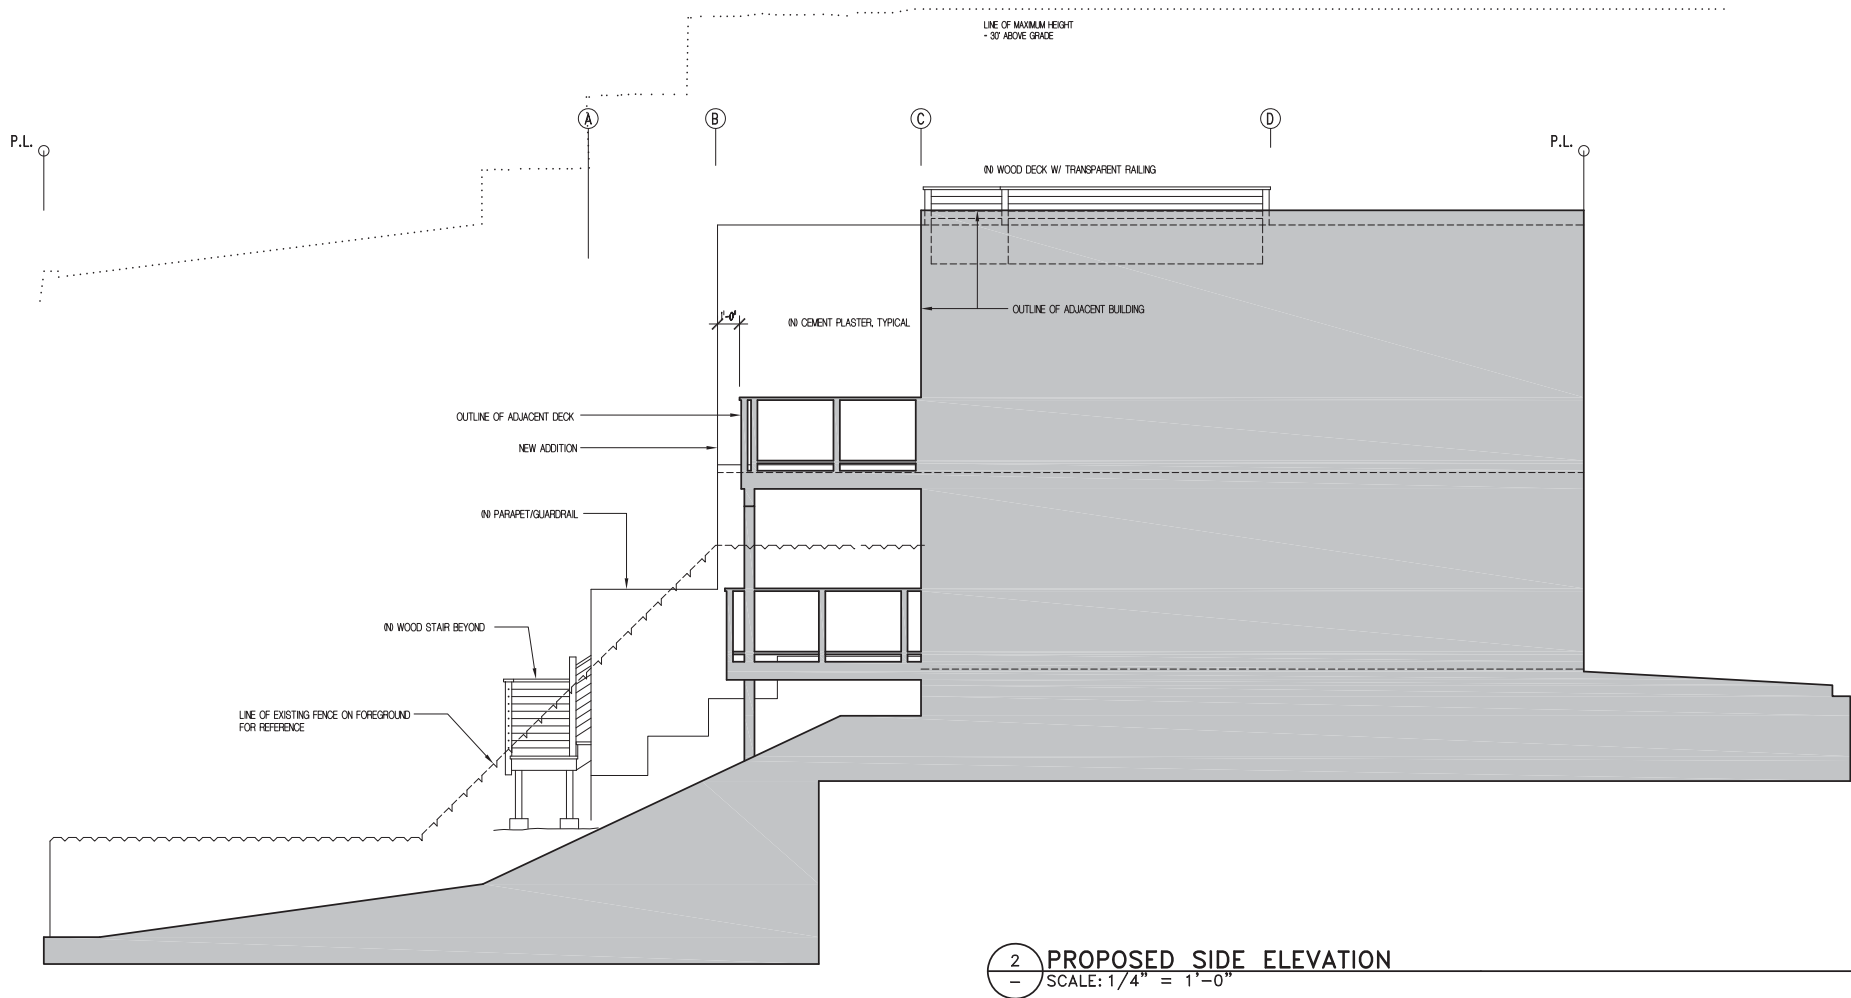 LINE OF MAXIMUM HEIGHT
- 30' ABOVE GRADE
A
B
C
D
P.L.
P.L.
(N) WOOD DECK W/ TRANSPARENT RAILING
OUTLINE OF ADJACENT BUILDING
1'-0"
(N) CEMENT PLASTER, TYPICAL
OUTLINE OF ADJACENT DECK
NEW ADDITION
(N) PARAPET/GUARDRAIL
(N) WOOD STAIR BEYOND
LINE OF EXISTING FENCE ON FOREGROUND
FOR REFERENCE
2
-
PROPOSED SIDE ELEVATION
SCALE: 1/4" = 1'-0"